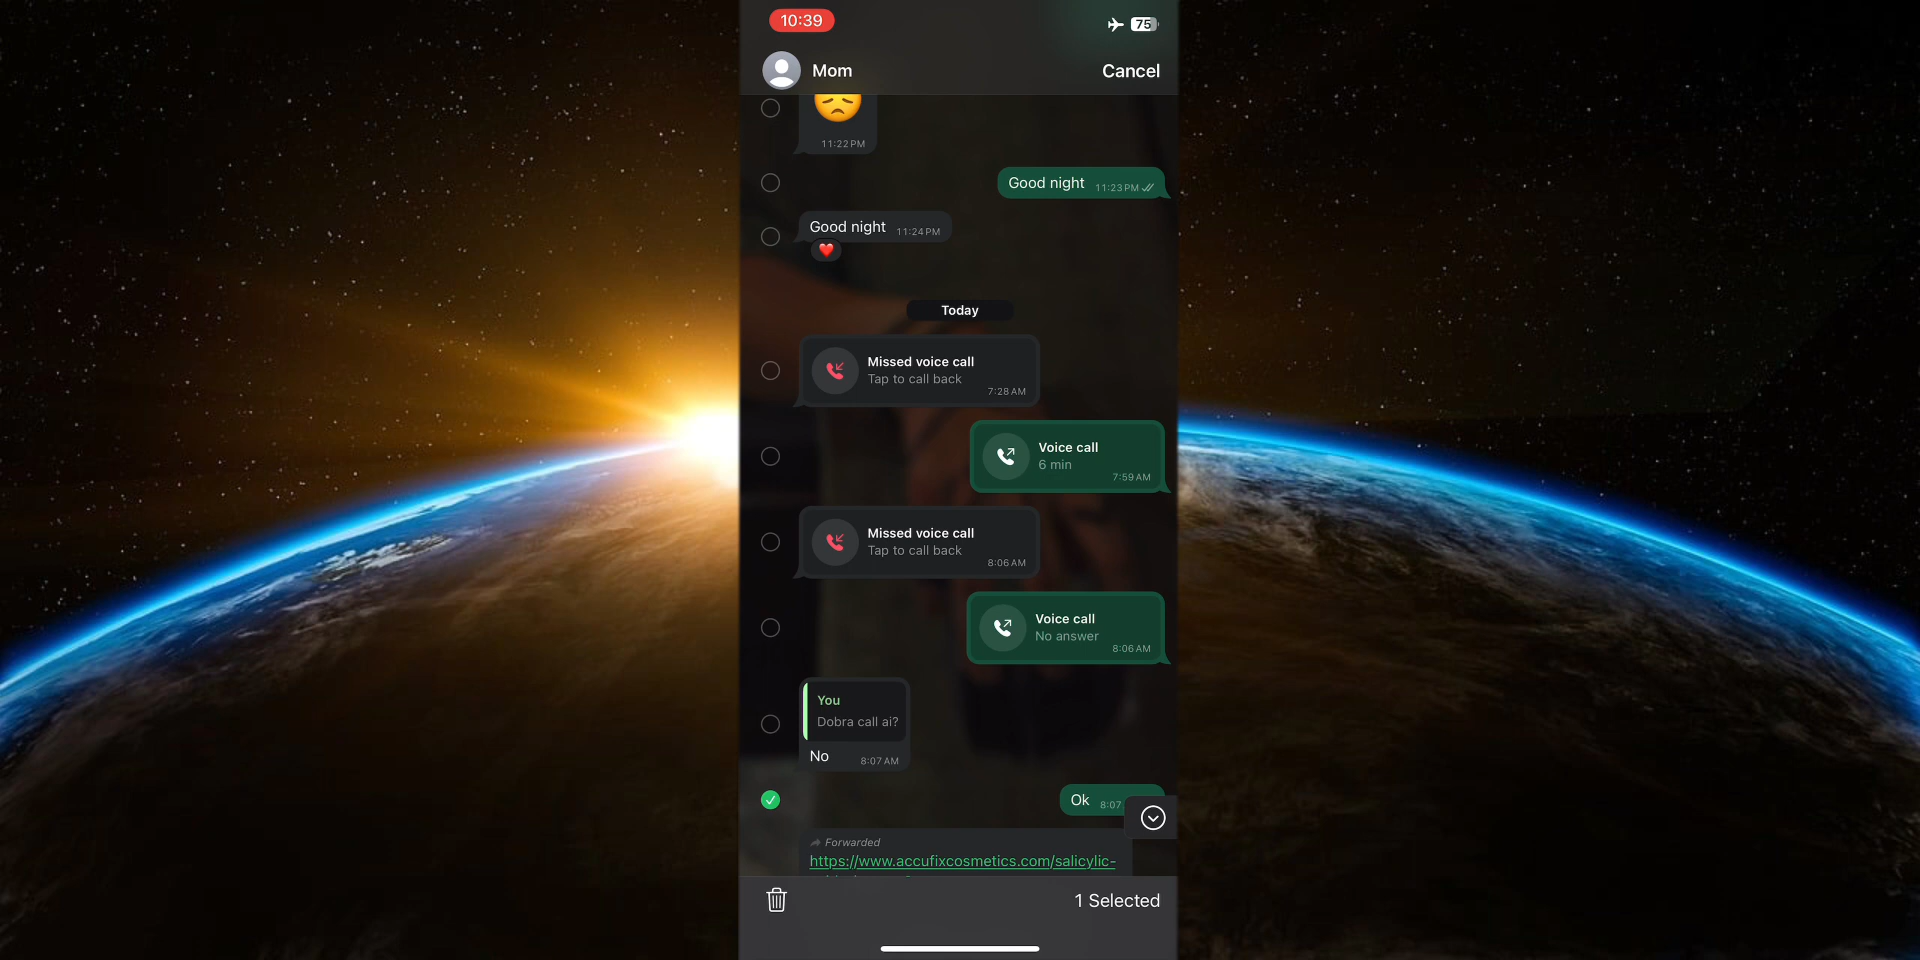 10:39
75
Mom
Cancel
11:22 PM
Good night 11:23 PM
Good night 11:24 PM
Today
Missed voice call
Tap to call back
7:28 AM
Voice call
6 min
7:59 AM
Missed voice call
Tap to call back
8:06 AM
Voice call
No answer
8:06 AM
You
Dobra call ai?
No 8:07 AM
Ok 8:07
Forwarded
https://www.accufixcosmetics.com/salicylic-
1 Selected